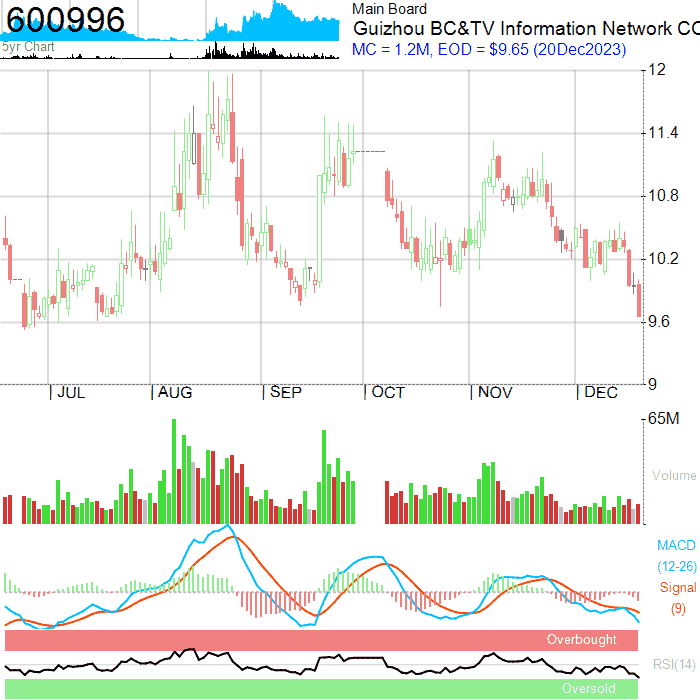 600996
5yr Chart
Main Board
Guizhou BC&TV Information Network CO
MC = 1.2M, EOD = $9.65 (20Dec2023)
12
11.4
10.8
10.2
9.6
9
JUL AUG SEP OCT NOV DEC
65M
Volume
MACD
(12-26)
Signal
(9)
Overbought
RSI(14)
Oversold